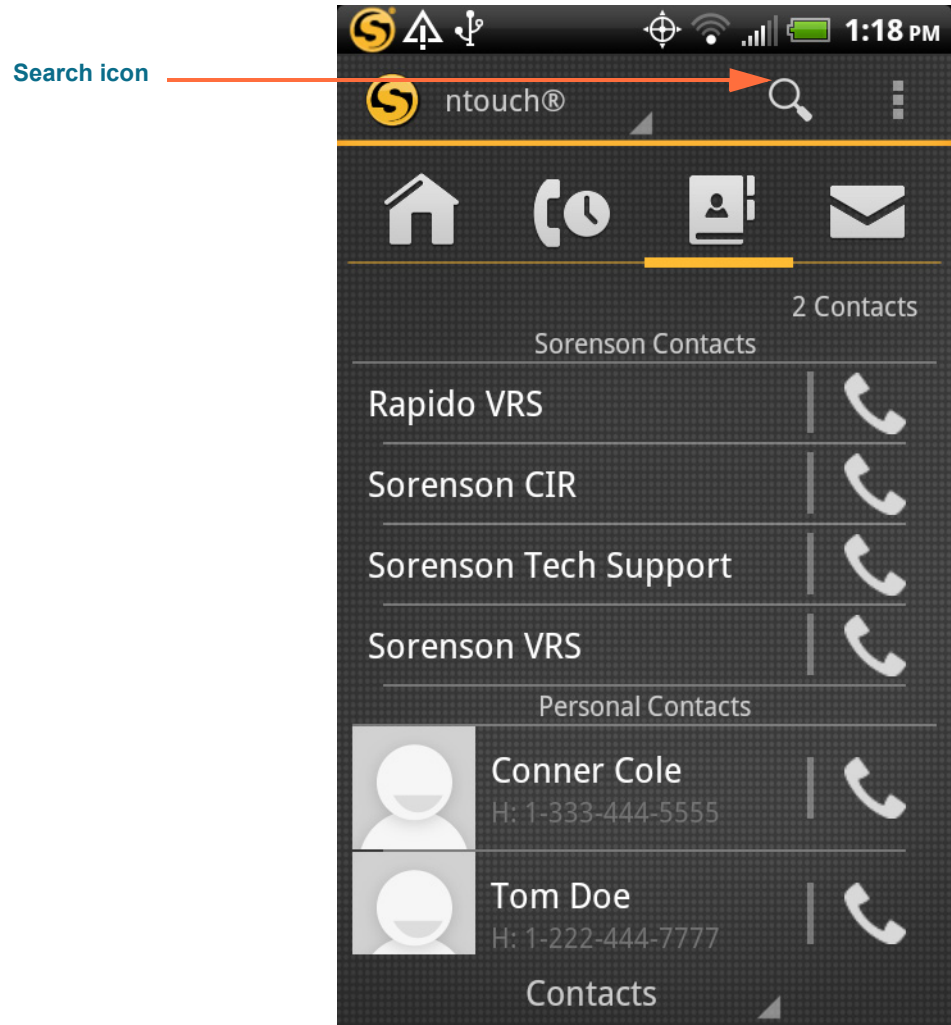 1:18 PM
Search icon
ntouch®
2 Contacts
Sorenson Contacts
Rapido VRS
Sorenson CIR
Sorenson Tech Support
Sorenson VRS
Personal Contacts
Conner Cole
H: 1-333-444-5555
Tom Doe
H: 1-222-444-7777
Contacts